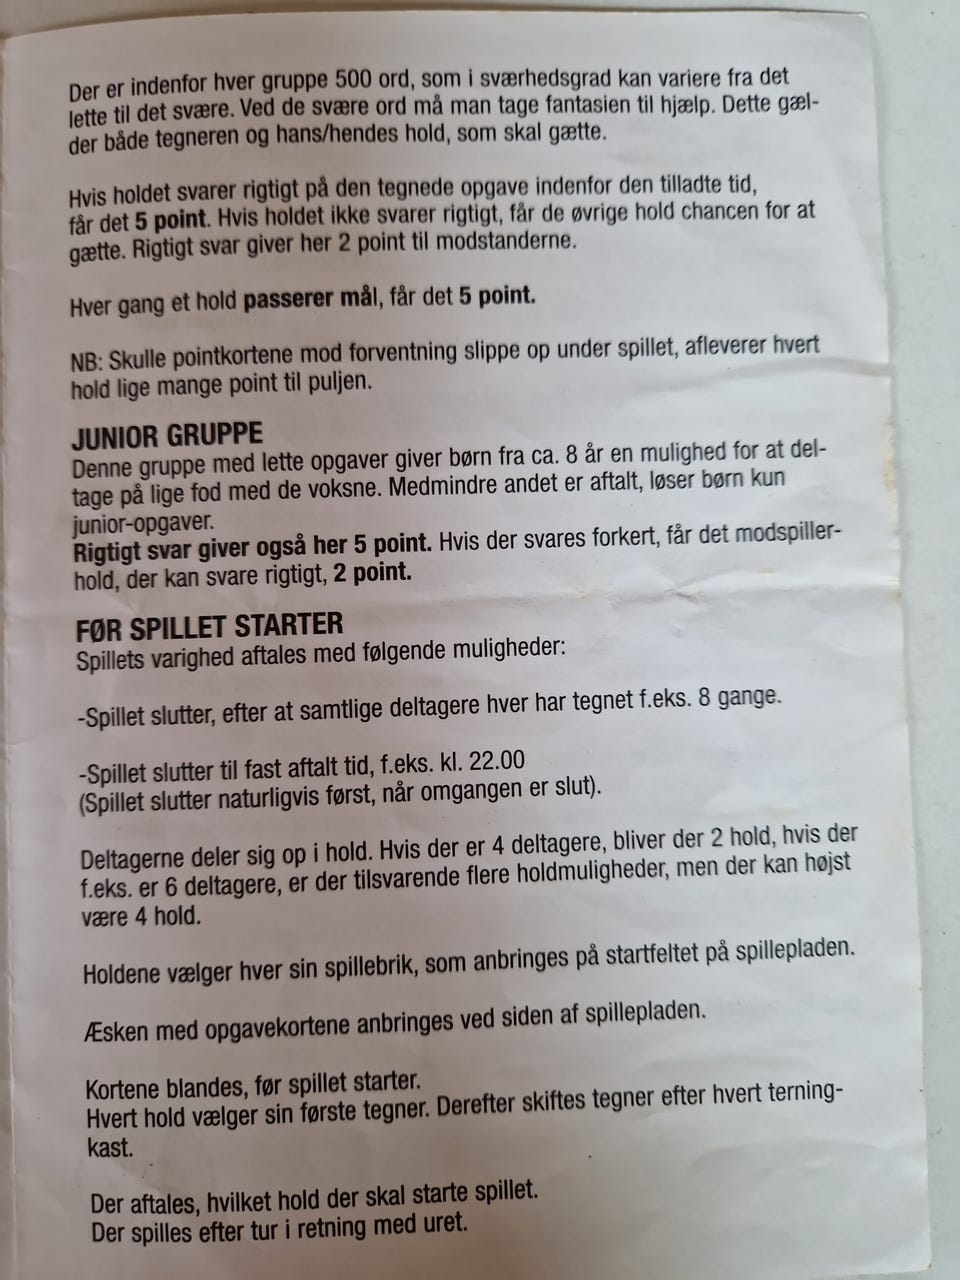 Der er indenfor hver gruppe 500 ord, som i sværhedsgrad kan variere fra det
lette til det svære. Ved de svære ord må man tage fantasien til hjælp. Dette gæl-
der både tegneren og hans/hendes hold, som skal gætte.
Hvis holdet svarer rigtigt på den tegnede opgave indenfor den tilladte tid,
får det 5 point. Hvis holdet ikke svarer rigtigt, får de øvrige hold chancen for at
gætte. Rigtigt svar giver her 2 point til modstanderne.
Hver gang et hold passerer mål, får det 5 point.
NB: Skulle pointkortene mod forventning slippe op under spillet, afleverer hvert
hold lige mange point til puljen.
JUNIOR GRUPPE
Denne gruppe med lette opgaver giver børn fra ca. 8 år en mulighed for at del-
tage på lige fod med de voksne. Medmindre andet er aftalt, løser børn kun
junior-opgaver.
Rigtigt svar giver også her 5 point. Hvis der svares forkert, får det modspiller-
hold, der kan svare rigtigt, 2 point.
FØR SPILLET STARTER
Spillets varighed aftales med følgende muligheder:
-Spillet slutter, efter at samtlige deltagere hver har tegnet f.eks. 8 gange.
-Spillet slutter til fast aftalt tid, f.eks. kl. 22.00
(Spillet slutter naturligvis først, når omgangen er slut).
Deltagerne deler sig op i hold. Hvis der er 4 deltagere, bliver der 2 hold, hvis der
f.eks. er 6 deltagere, er der tilsvarende flere holdmuligheder, men der kan højst
være 4 hold.
Holdene vælger hver sin spillebrik, som anbringes på startfeltet på spillepladen.
Æsken med opgavekortene anbringes ved siden af spillepladen.
Kortene blandes, før spillet starter.
Hvert hold vælger sin første tegner. Derefter skiftes tegner efter hvert terning-
kast.
Der aftales, hvilket hold der skal starte spillet.
Der spilles efter tur i retning med uret.